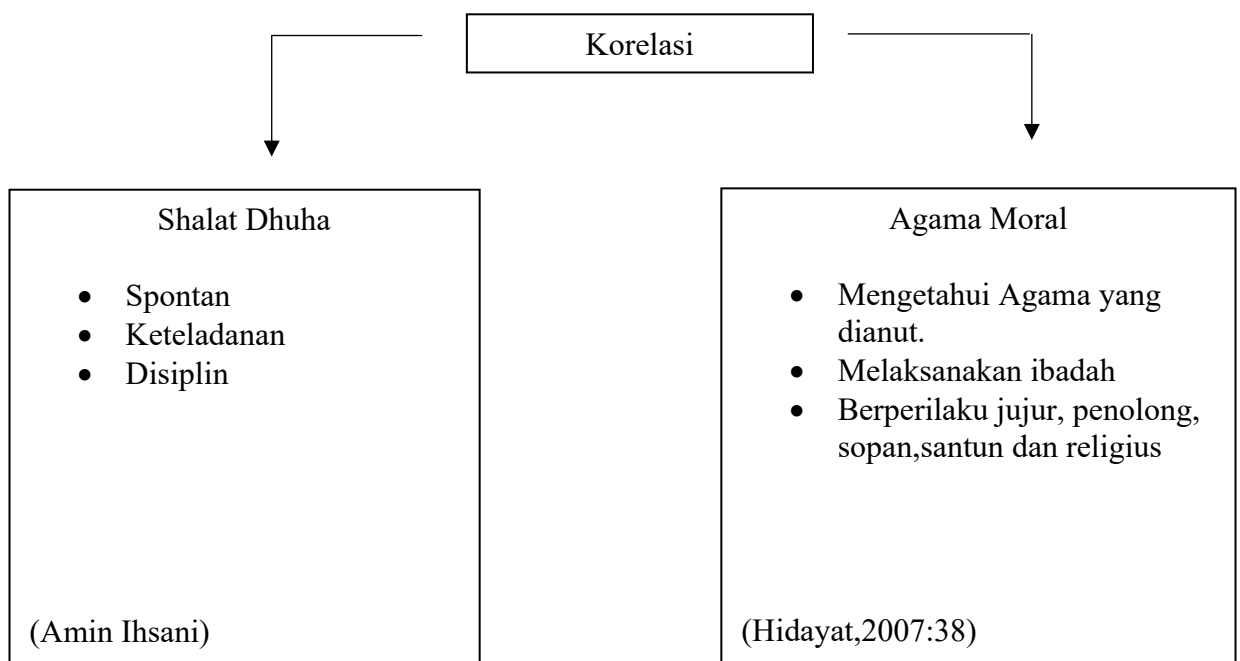 Korelasi
Shalat Dhuha
• Spontan
• Keteladanan
• Disiplin
(Amin Ihsani)
Agama Moral
• Mengetahui Agama yang
dianut.
• Melaksanakan ibadah
• Berperilaku jujur, penolong,
sopan,santun dan religius
(Hidayat,2007:38)